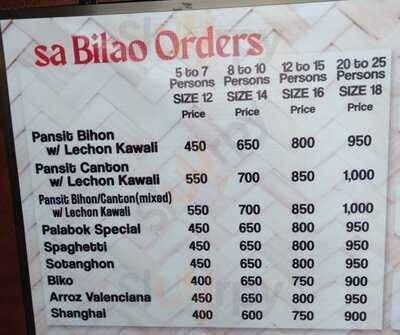 sa Bilao Orders
5 to 7 8 to 10 12 to 15 20 to 25
Persons Persons Persons Persons
SIZE 12 SIZE 14 SIZE 16 SIZE 18
Price Price Price Price
Pansit Bihon
w/ Lechon Kawali 450 650 800 950
Pansit Canton
w/ Lechon Kawali 550 700 850 1,000
Pansit Bihon/Canton(mixed)
w/ Lechon Kawali 550 700 850 1,000
Palabok Special 450 650 800 950
Spaghetti 450 650 800 950
Sotanghon 450 650 800 950
Biko 400 650 750 900
Arroz Valenciana 450 650 800 950
Shanghai 400 600 750 900